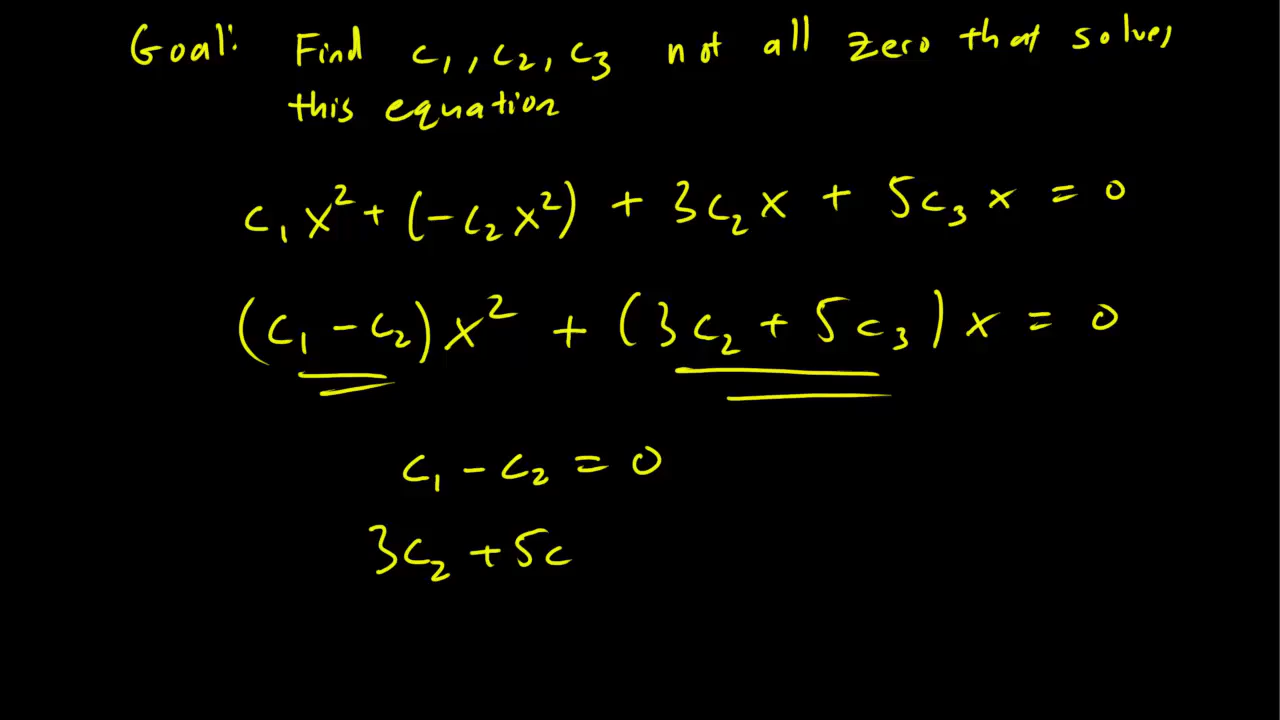 Goal: Find c₁, c₂, c₃ not all zero that solves
this equation
c₁x² + (-c₂x²) + 3c₂x + 5c₃x = 0
(c₁ - c₂)x² + (3c₂ + 5c₃)x = 0
c₁ - c₂ = 0
3c₂ + 5c